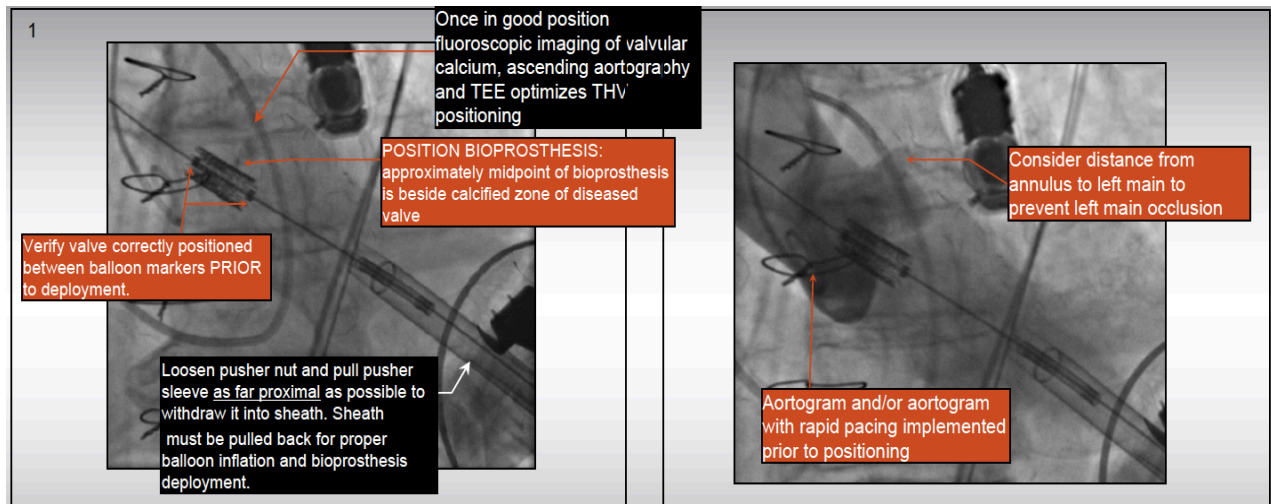 1
Once in good position
fluoroscopic imaging of valvular
calcium, ascending aortography
and TEE optimizes THV
positioning
POSITION BIOPROSTHESIS:
approximately midpoint of bioprosthesis
is beside calcified zone of diseased
valve
Verify valve correctly positioned
between balloon markers PRIOR
to deployment.
Loosen pusher nut and pull pusher
sleeve as far proximal as possible to
withdraw it into sheath. Sheath
must be pulled back for proper
balloon inflation and bioprosthesis
deployment.
Consider distance from
annulus to left main to
prevent left main occlusion
Aortogram and/or aortogram
with rapid pacing implemented
prior to positioning